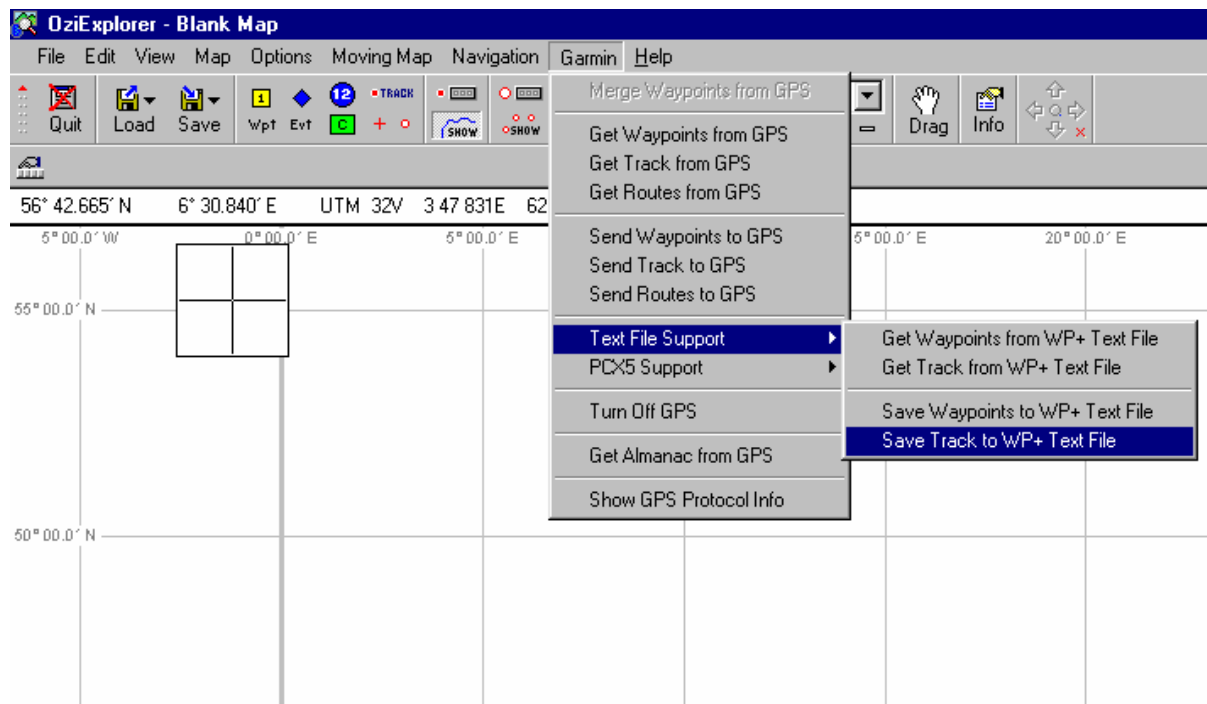 OziExplorer - Blank Map
File Edit View Map Options Moving Map Navigation Garmin Help
Quit Load Save 1 Wpt Evt 12 C TRACK SHOW SHOW Drag Info
56° 42.665´ N 6° 30.840´ E UTM 32V 3 47 831E 62
5° 00.0´ W 0° 00.0´ E 5° 00.0´ E 5° 00.0´ E 20° 00.0´ E
55° 00.0´ N
50° 00.0´ N
Merge Waypoints from GPS
Get Waypoints from GPS
Get Track from GPS
Get Routes from GPS
Send Waypoints to GPS
Send Track to GPS
Send Routes to GPS
Text File Support
PCX5 Support
Turn Off GPS
Get Almanac from GPS
Show GPS Protocol Info
Get Waypoints from WP+ Text File
Get Track from WP+ Text File
Save Waypoints to WP+ Text File
Save Track to WP+ Text File